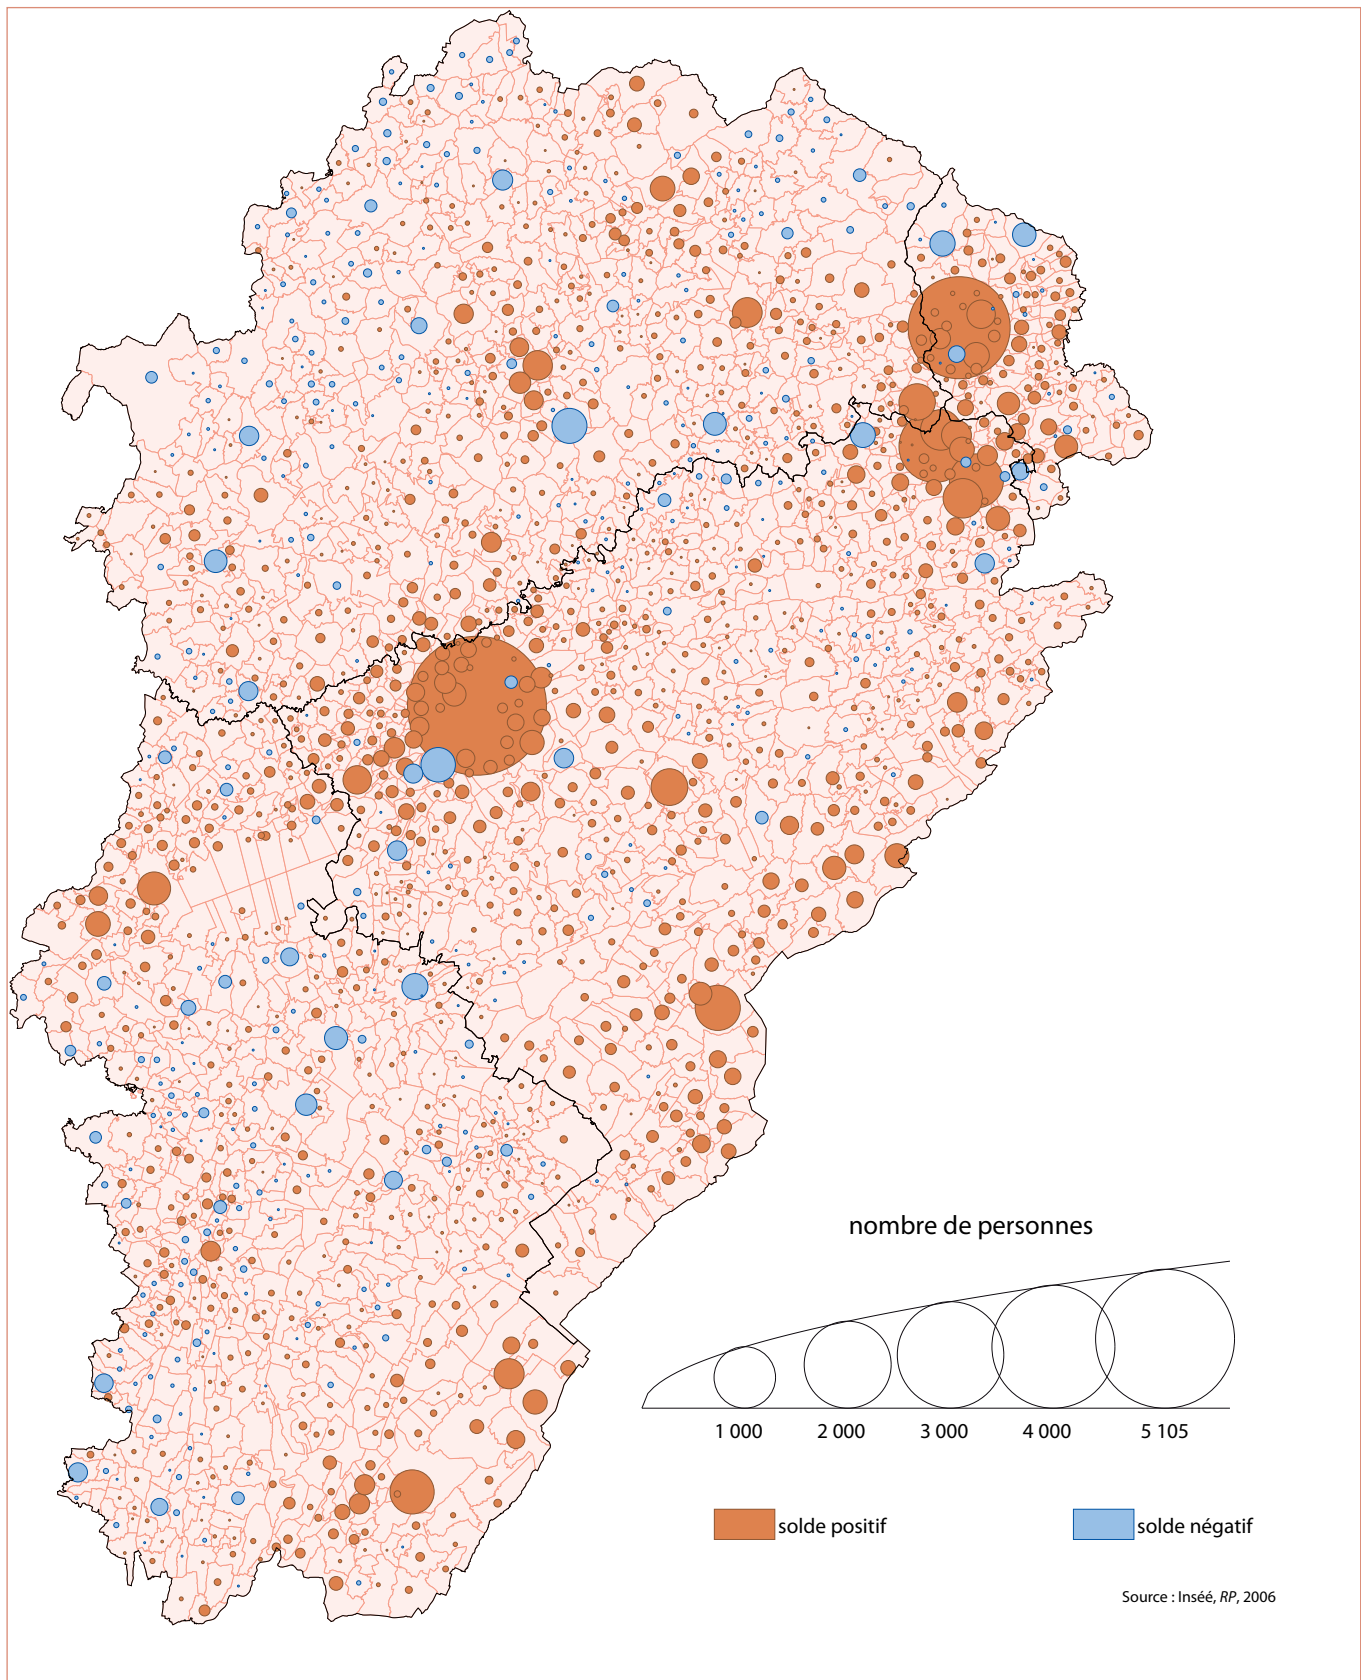 nombre de personnes
1 000 2 000 3 000 4 000 5 105
solde positif solde négatif
Source : Inséé, RP, 2006